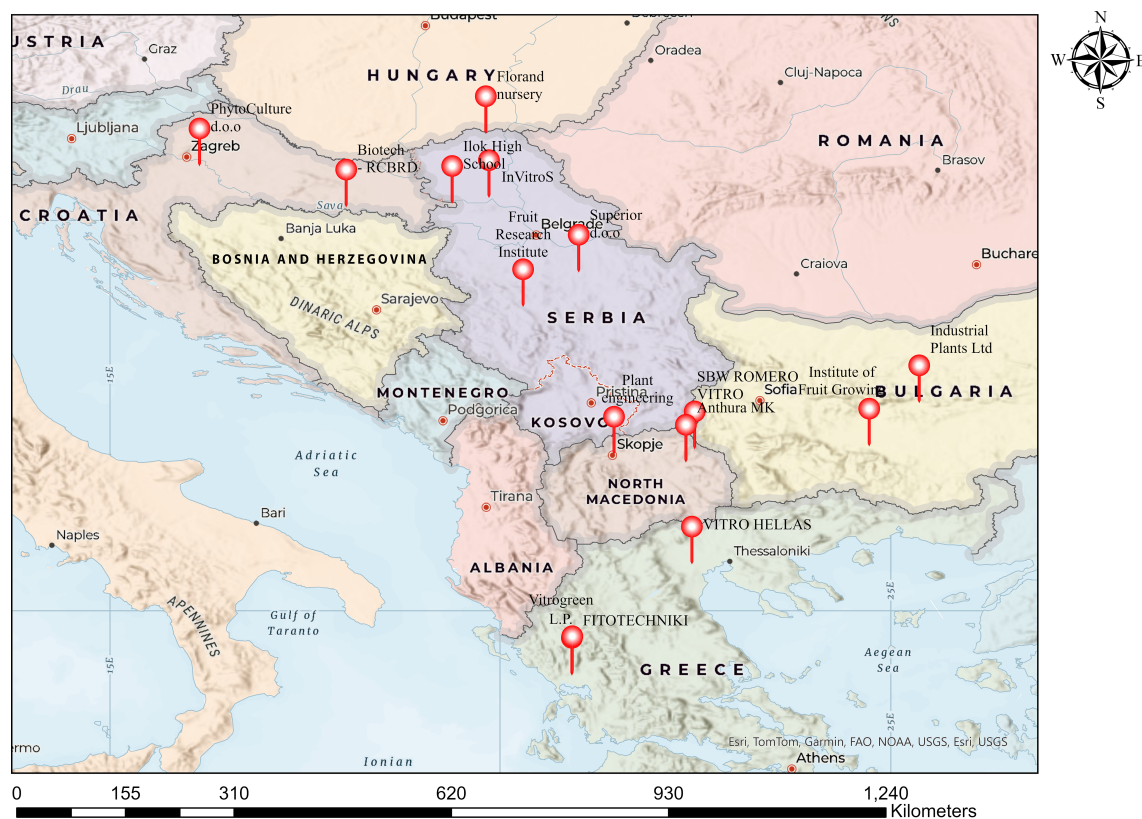 Budapest
Debrecen
N
W
E
S
USTRIA
Graz
Oradea
HUNGARY
Florand
nursery
Cluj-Napoca
Drau
PhytoCulture
d.o.o
Ljubljana
Zagreb
Biotech
- RCBRD
Ilok High
School
InVitroS
ROMANIA
Brasov
CROATIA
Sava
Banja Luka
Fruit
Research
Institute
Belgrade
Superior
d.o.o
BOSNIA AND HERZEGOVINA
Craiova
Buchare
DINARIC ALPS
Sarajevo
SERBIA
Industrial
Plants Ltd
15E
MONTENEGRO
Podgorica
Plant
engineering
Pristina
KOSOVO
Skopje
SBW ROMERO
VITRO
Anthura MK
Sofia
Institute of
Fruit Growing
BULGARIA
Adriatic
Sea
NORTH
MACEDONIA
Tirana
Bari
Naples
VITRO HELLAS
Thessaloniki
ALBANIA
APENNINES
Gulf of
Taranto
Vitrogreen
L.P.
FITOTECHNIKI
25E
15E
GREECE
Aegean
Sea
25E
ermo
Ionian
Esri, TomTom, Garmin, FAO, NOAA, USGS, Esri, USGS
Athens
0 155 310 620 930 1,240
Kilometers